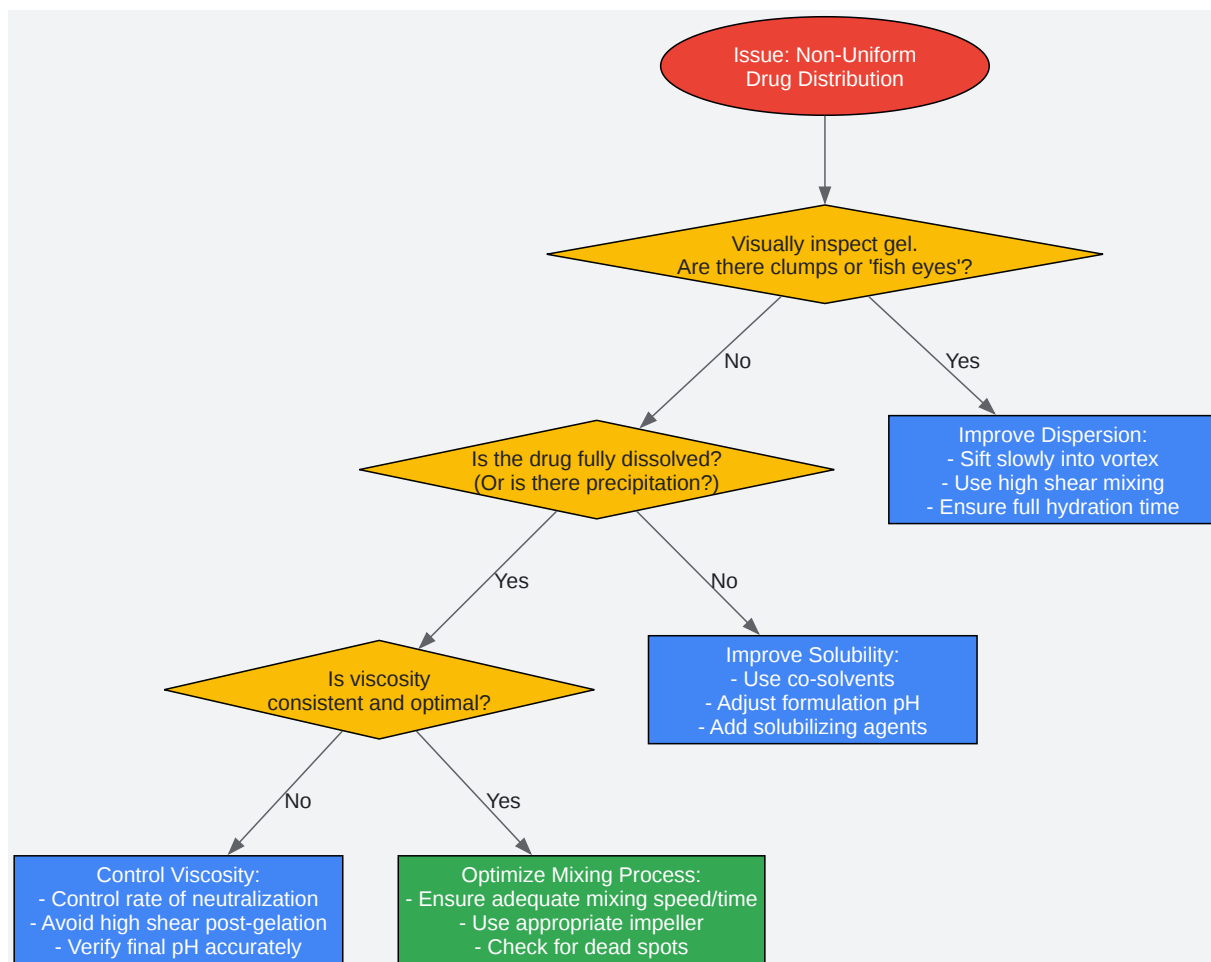 Issue: Non-Uniform
Drug Distribution
Visually inspect gel.
Are there clumps or 'fish eyes'?
No
Yes
Is the drug fully dissolved?
(Or is there precipitation?)
Improve Dispersion:
- Sift slowly into vortex
- Use high shear mixing
- Ensure full hydration time
Yes
No
Is viscosity
consistent and optimal?
Improve Solubility:
- Use co-solvents
- Adjust formulation pH
- Add solubilizing agents
No
Yes
Control Viscosity:
- Control rate of neutralization
- Avoid high shear post-gelation
- Verify final pH accurately
Optimize Mixing Process:
- Ensure adequate mixing speed/time
- Use appropriate impeller
- Check for dead spots